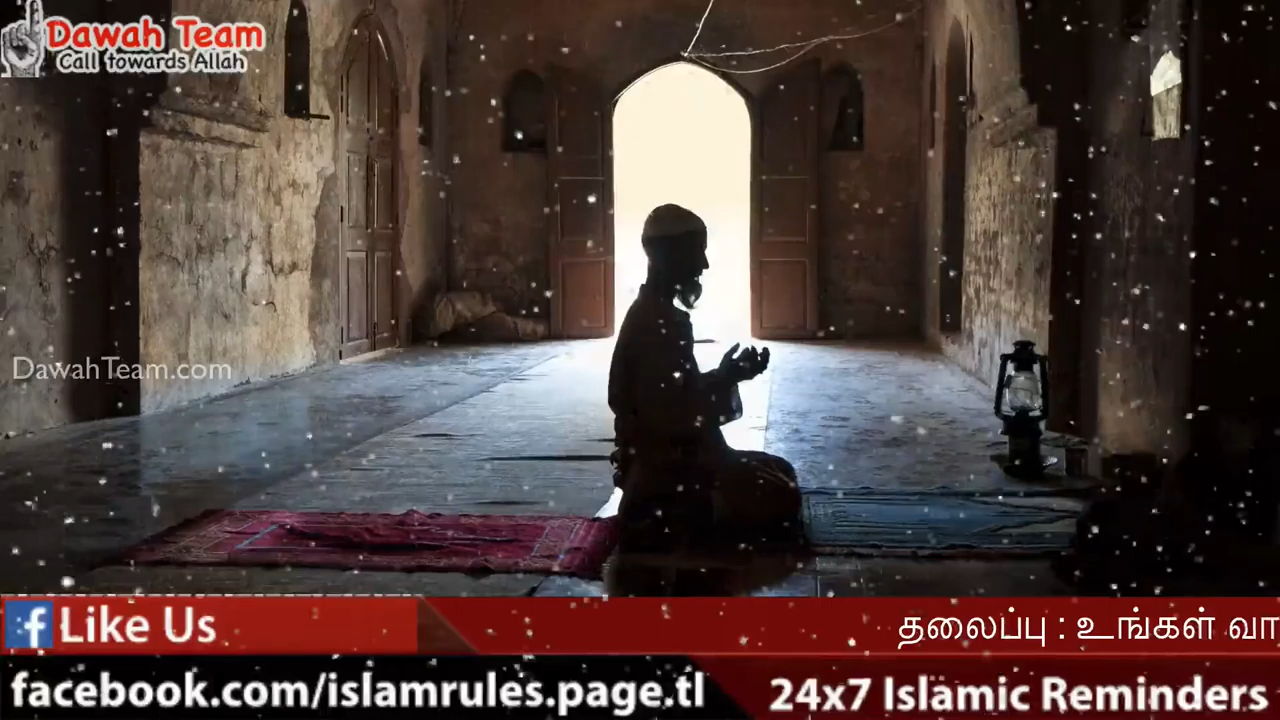 Dawah Team
Call towards Allah
DawahTeam.com
f Like Us
தலைப்பு : உங்கள் வா
facebook.com/islamrules.page.tl
24x7 Islamic Reminders